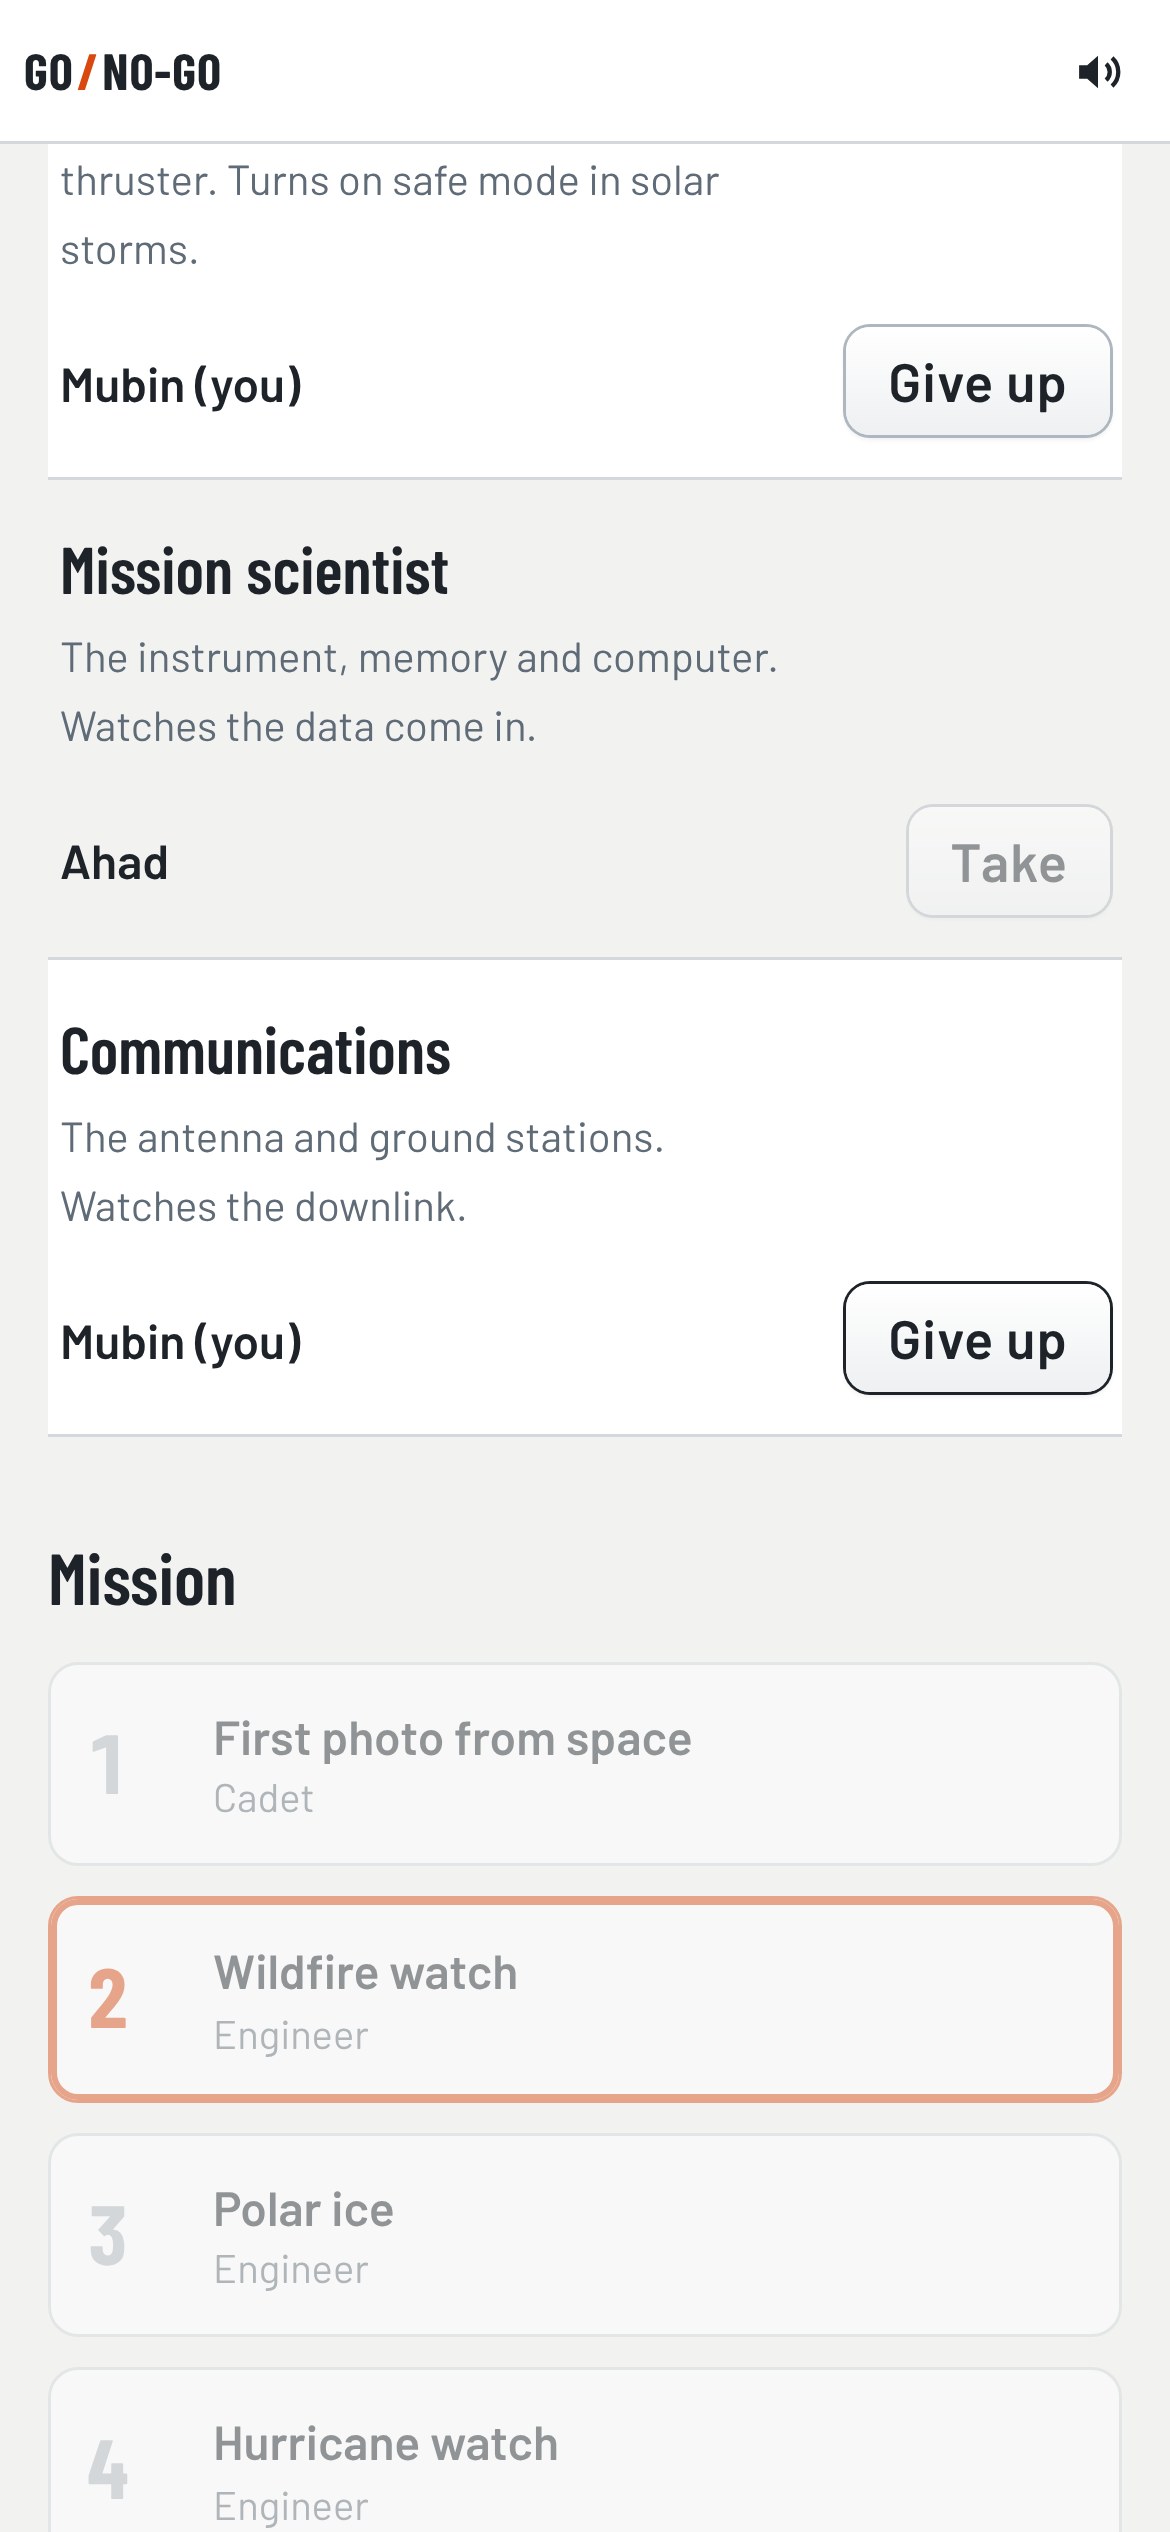 GO/NO-GO
thruster. Turns on safe mode in solar
storms.
Mubin (you)
Give up
Mission scientist
The instrument, memory and computer.
Watches the data come in.
Ahad
Take
Communications
The antenna and ground stations.
Watches the downlink.
Mubin (you)
Give up
Mission
1
First photo from space
Cadet
2
Wildfire watch
Engineer
3
Polar ice
Engineer
4
Hurricane watch
Engineer